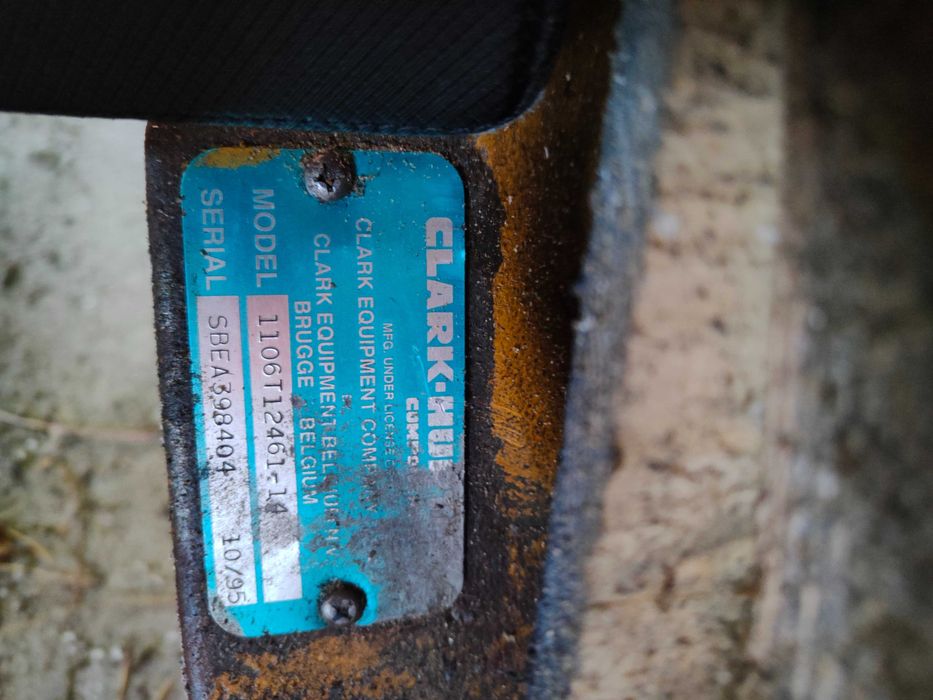 CLARK-HUR
COMPO
MFG. UNDER LICENSE
CLARK EQUIPMENT COMPANY
CLARK EQUIPMENT BELGIUM NV
BRUGGE - BELGIUM
MODEL 1106T12461-14
SERIAL SBEA398404 10/95